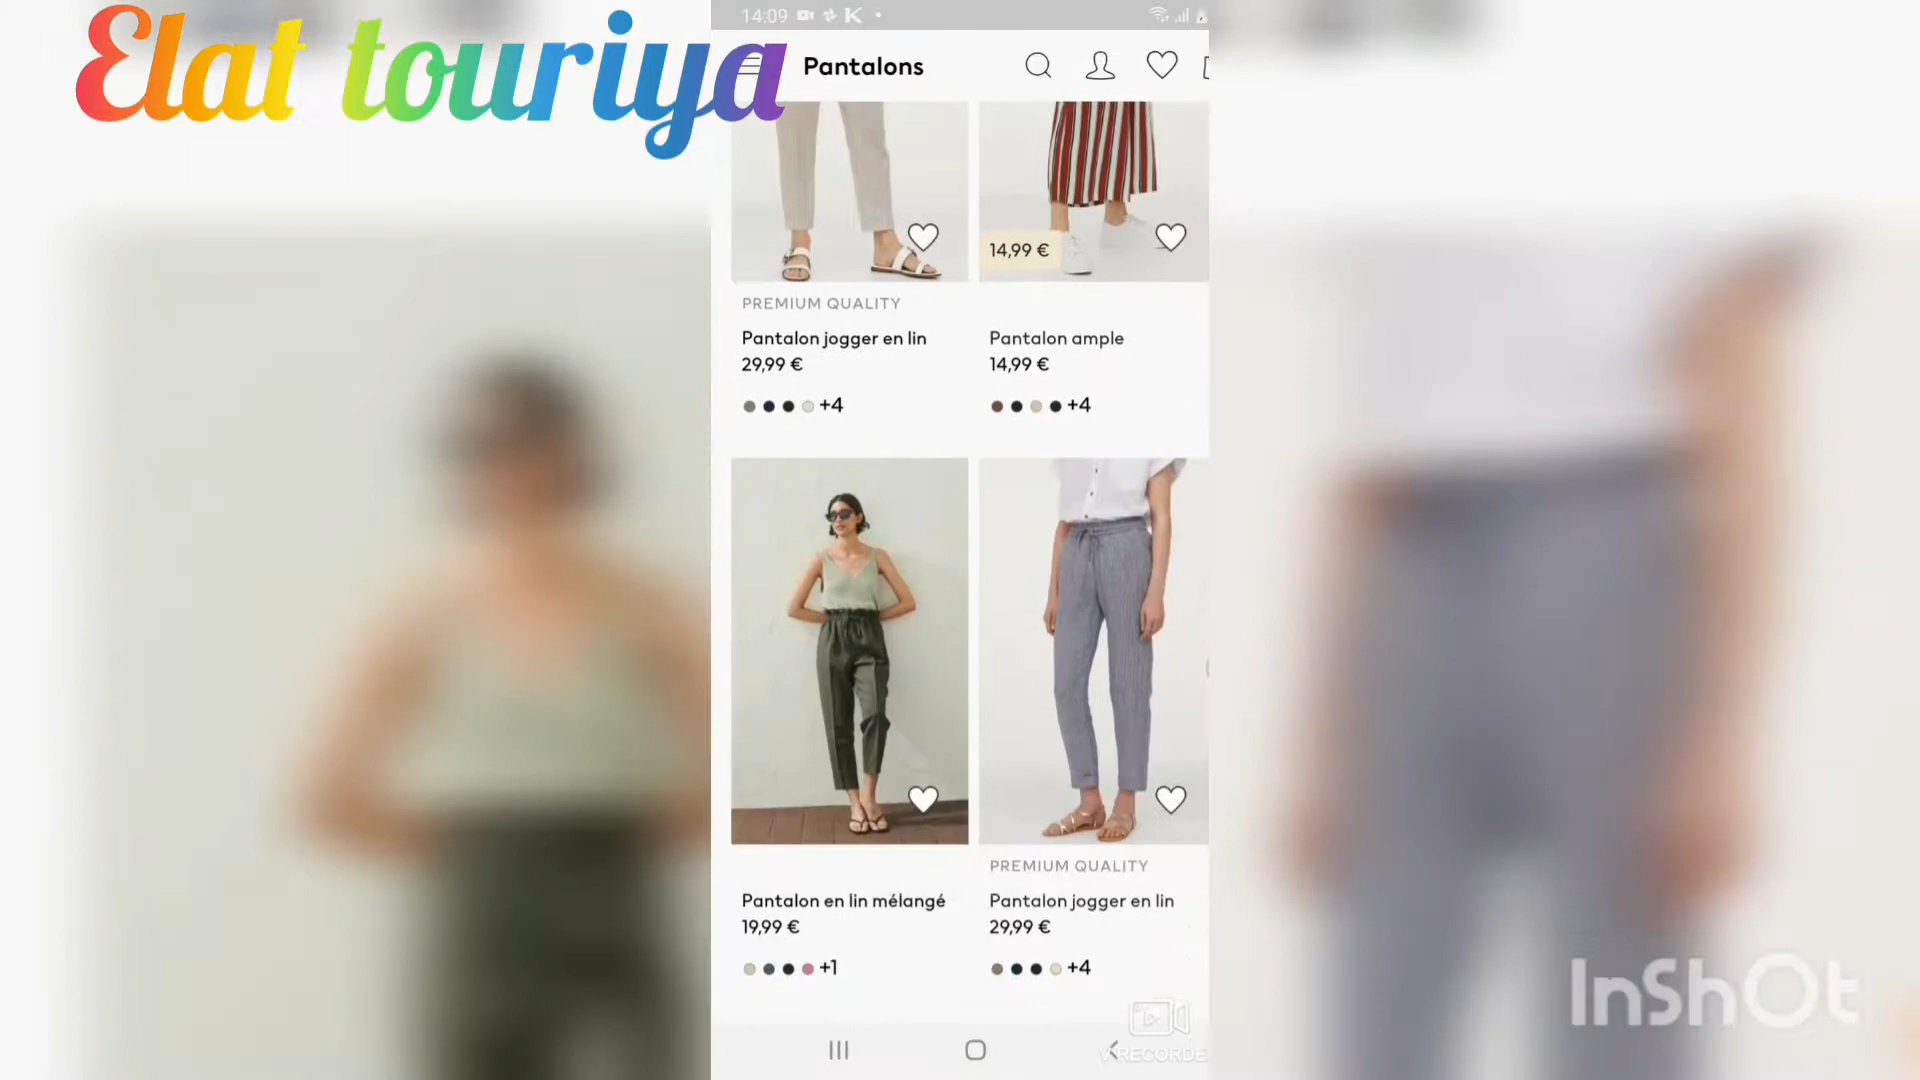 Elat touriya
14:09
Pantalons
14,99 €
PREMIUM QUALITY
Pantalon jogger en lin
29,99 €
+4
Pantalon ample
14,99 €
+4
Pantalon en lin mélangé
19,99 €
+1
PREMIUM QUALITY
Pantalon jogger en lin
29,99 €
+4
InShOt
V RECORDE